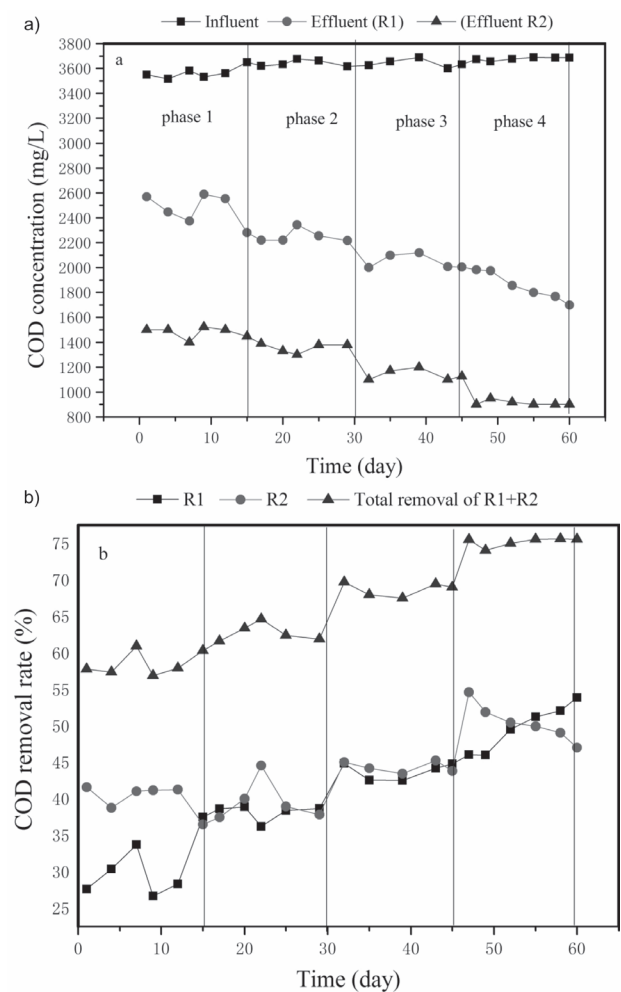 a)
Influent Effluent (R1) (Effluent R2)
3800
3600
3400
3200
3000
2800
2600
2400
2200
2000
1800
1600
1400
1200
1000
800
a
phase 1 phase 2 phase 3 phase 4
COD concentration (mg/L)
0 10 20 30 40 50 60
Time (day)
b)
R1 R2 Total removal of R1+R2
75
70
65
60
55
50
45
40
35
30
25
b
COD removal rate (%)
0 10 20 30 40 50 60
Time (day)